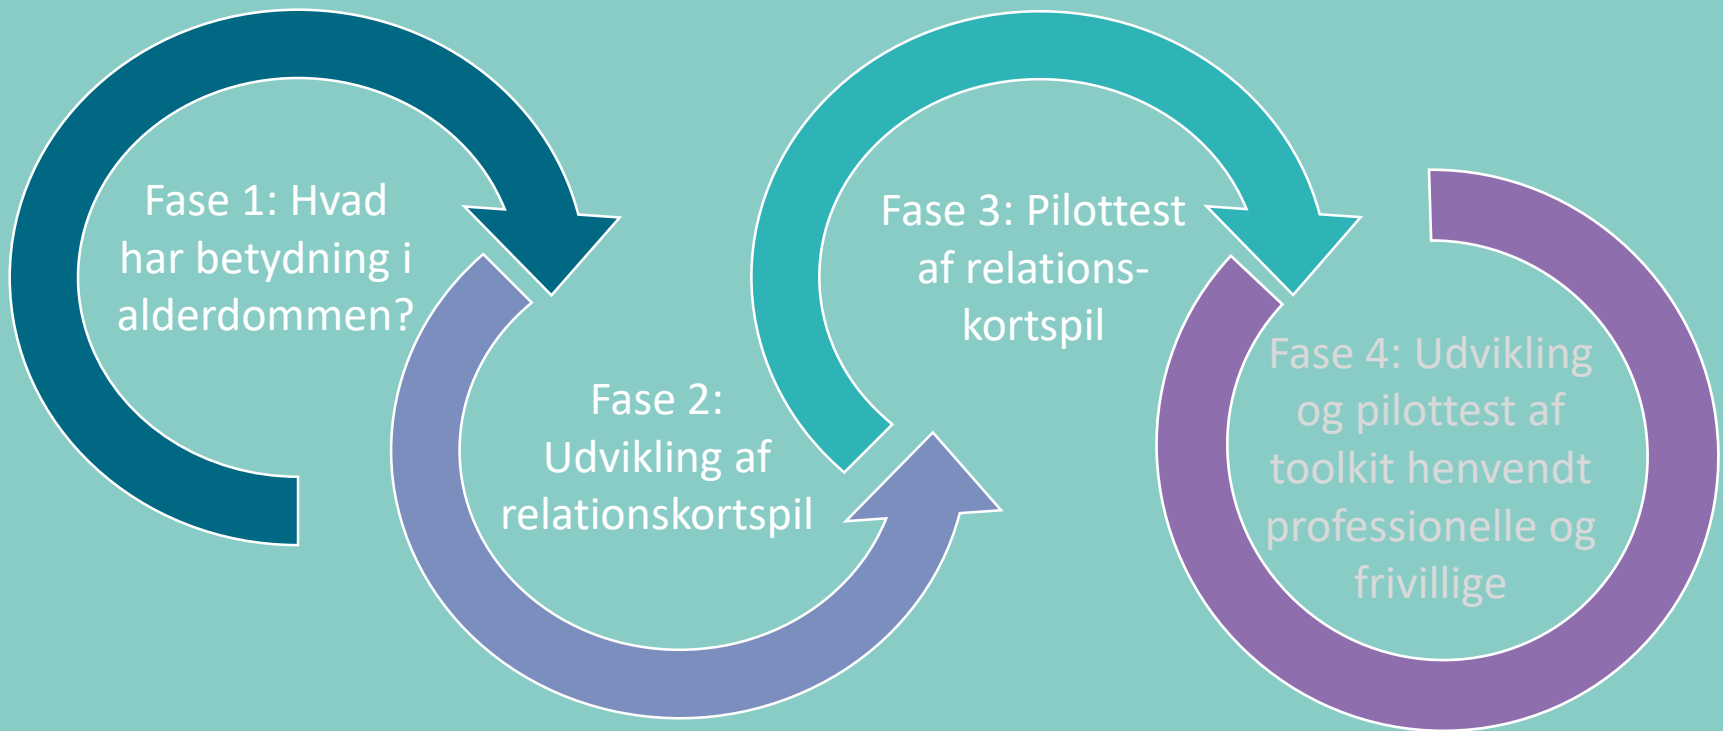 Fase 1: Hvad
har betydning i
alderdommen?
Fase 2:
Udvikling af
relationskortspil
Fase 3: Pilottest
af relations-
kortspil
Fase 4: Udvikling
og pilottest af
toolkit henvendt
professionelle og
frivillige